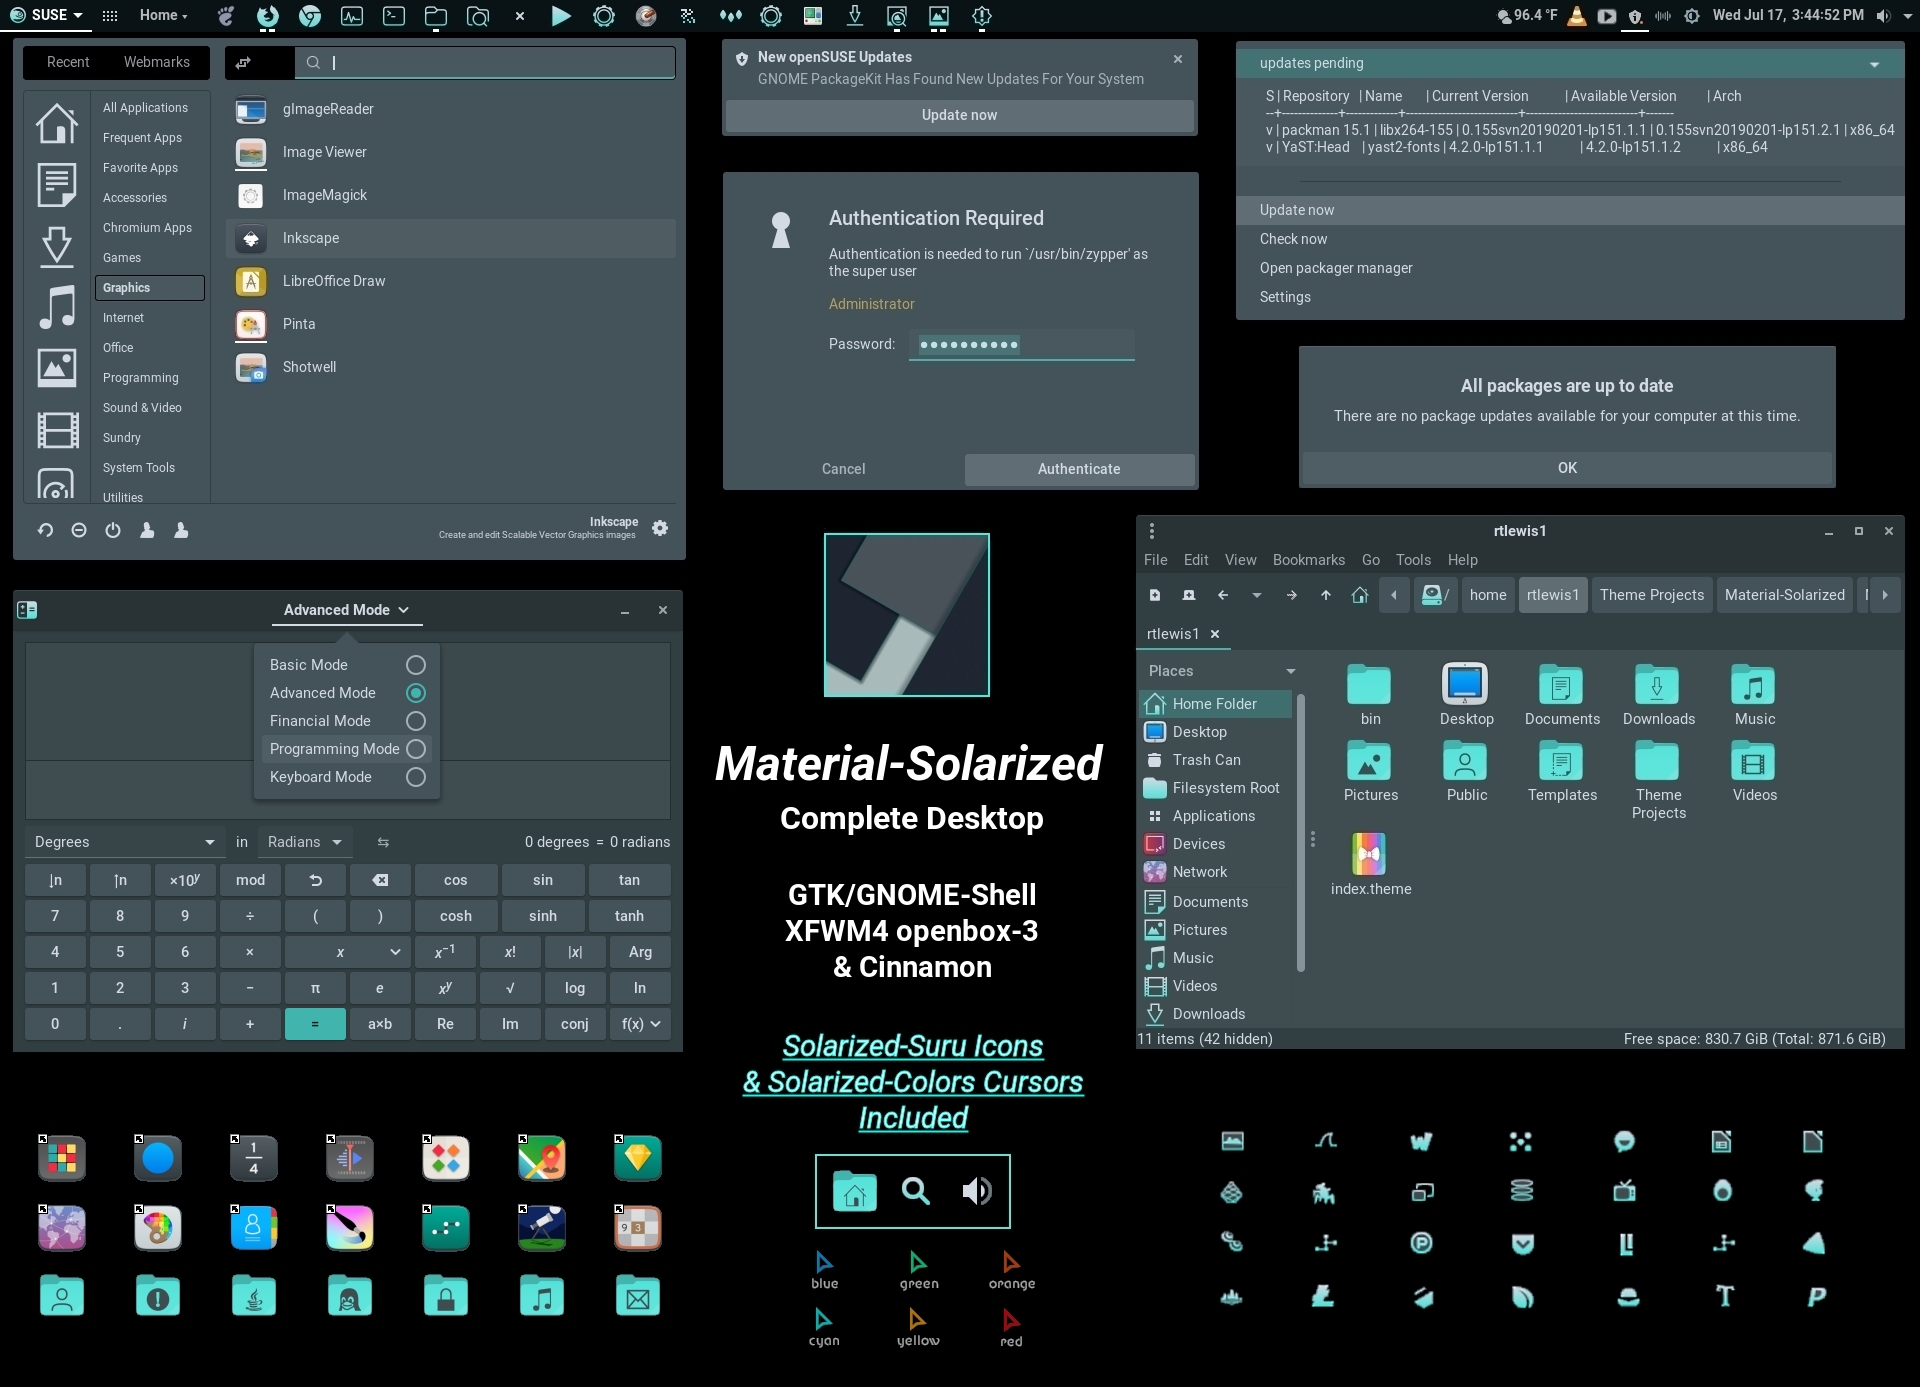 SUSE
Home
96.4 °F
Wed Jul 17, 3:44:52 PM
Recent
Webmarks
All Applications
Frequent Apps
Favorite Apps
Accessories
Chromium Apps
Games
Graphics
Internet
Office
Programming
Sound & Video
Sundry
System Tools
Utilities
gImageReader
Image Viewer
ImageMagick
Inkscape
LibreOffice Draw
Pinta
Shotwell
Inkscape
Create and edit Scalable Vector Graphics images
New openSUSE Updates
GNOME PackageKit Has Found New Updates For Your System
Update now
Authentication Required
Authentication is needed to run `/usr/bin/zypper' as
the super user
Administrator
Password: ●●●●●●●●●●
Cancel
Authenticate
updates pending
S | Repository | Name | Current Version | Available Version | Arch
--+--------------+-------------+----------------------------+----------------------------+-------
v | packman 15.1 | libx264-155 | 0.155svn20190201-lp151.1.1 | 0.155svn20190201-lp151.2.1 | x86_64
v | YaST:Head | yast2-fonts | 4.2.0-lp151.1.1 | 4.2.0-lp151.1.2 | x86_64
Update now
Check now
Open packager manager
Settings
All packages are up to date
There are no package updates available for your computer at this time.
OK
Advanced Mode
Basic Mode
Advanced Mode
Financial Mode
Programming Mode
Keyboard Mode
Degrees in Radians ⇆ 0 degrees = 0 radians
↓n ↑n ×10ʸ mod cos sin tan
7 8 9 ÷ ( ) cosh sinh tanh
4 5 6 × x x⁻¹ x! |x| Arg
1 2 3 − π e xʸ √ log ln
0 . i + = a×b Re Im conj f(x)
Material-Solarized
Complete Desktop
GTK/GNOME-Shell
XFWM4 openbox-3
& Cinnamon
Solarized-Suru Icons
& Solarized-Colors Cursors
Included
blue green orange
cyan yellow red
rtlewis1
File Edit View Bookmarks Go Tools Help
/ home rtlewis1 Theme Projects Material-Solarized
rtlewis1
Places
Home Folder
Desktop
Trash Can
Filesystem Root
Applications
Devices
Network
Documents
Pictures
Music
Videos
Downloads
bin Desktop Documents Downloads Music
Pictures Public Templates Theme Projects Videos
index.theme
11 items (42 hidden)
Free space: 830.7 GiB (Total: 871.6 GiB)
1
4
9 3